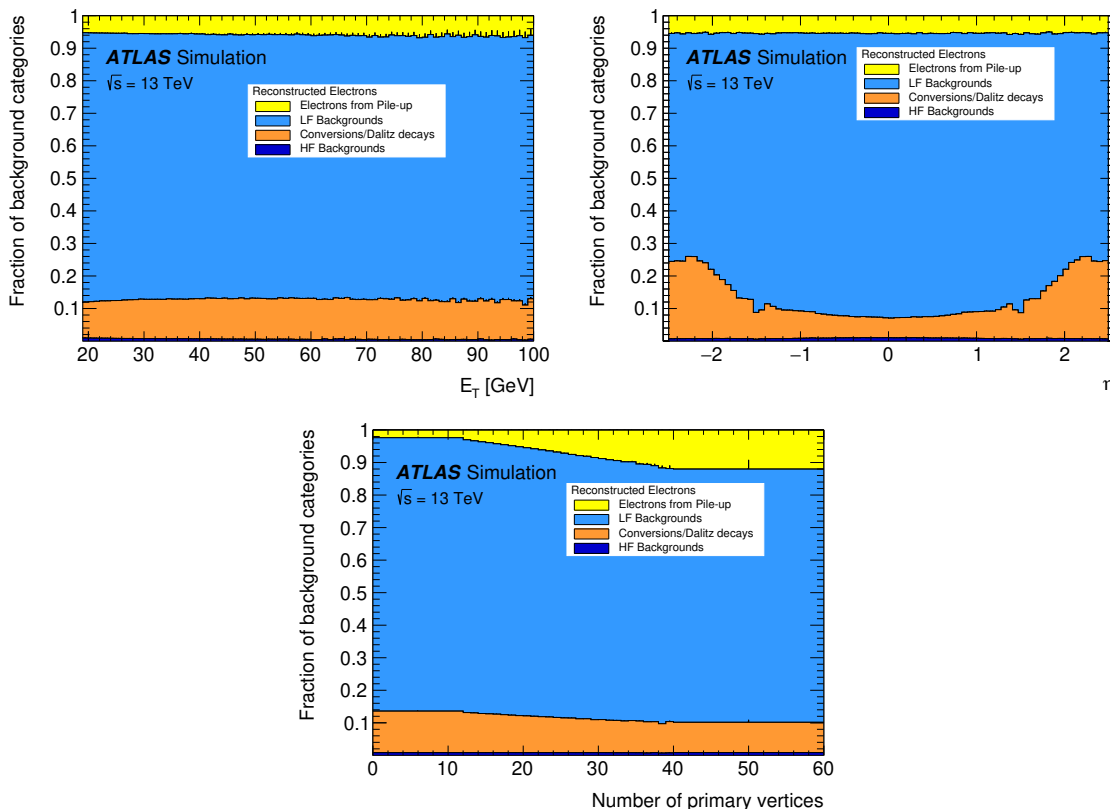 Fraction of background categories
1
0.9
0.8
0.7
0.6
0.5
0.4
0.3
0.2
0.1
ATLAS Simulation
√s = 13 TeV
Reconstructed Electrons
Electrons from Pile-up
LF Backgrounds
Conversions/Dalitz decays
HF Backgrounds
20 30 40 50 60 70 80 90 100
E_T [GeV]
Fraction of background categories
1
0.9
0.8
0.7
0.6
0.5
0.4
0.3
0.2
0.1
ATLAS Simulation
√s = 13 TeV
Reconstructed Electrons
Electrons from Pile-up
LF Backgrounds
Conversions/Dalitz decays
HF Backgrounds
−2 −1 0 1 2
η
Fraction of background categories
1
0.9
0.8
0.7
0.6
0.5
0.4
0.3
0.2
0.1
ATLAS Simulation
√s = 13 TeV
Reconstructed Electrons
Electrons from Pile-up
LF Backgrounds
Conversions/Dalitz decays
HF Backgrounds
0 10 20 30 40 50 60
Number of primary vertices